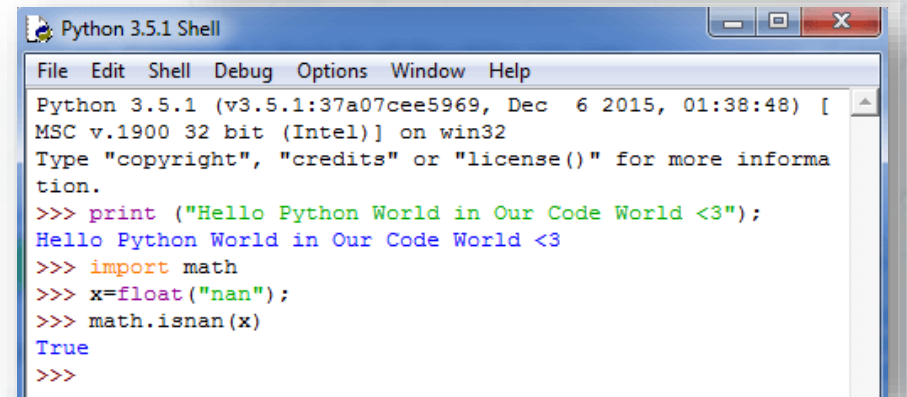 Python 3.5.1 Shell
File Edit Shell Debug Options Window Help
Python 3.5.1 (v3.5.1:37a07cee5969, Dec  6 2015, 01:38:48) [
MSC v.1900 32 bit (Intel)] on win32
Type "copyright", "credits" or "license()" for more informa
tion.
>>> print ("Hello Python World in Our Code World <3");
Hello Python World in Our Code World <3
>>> import math
>>> x=float("nan");
>>> math.isnan(x)
True
>>>